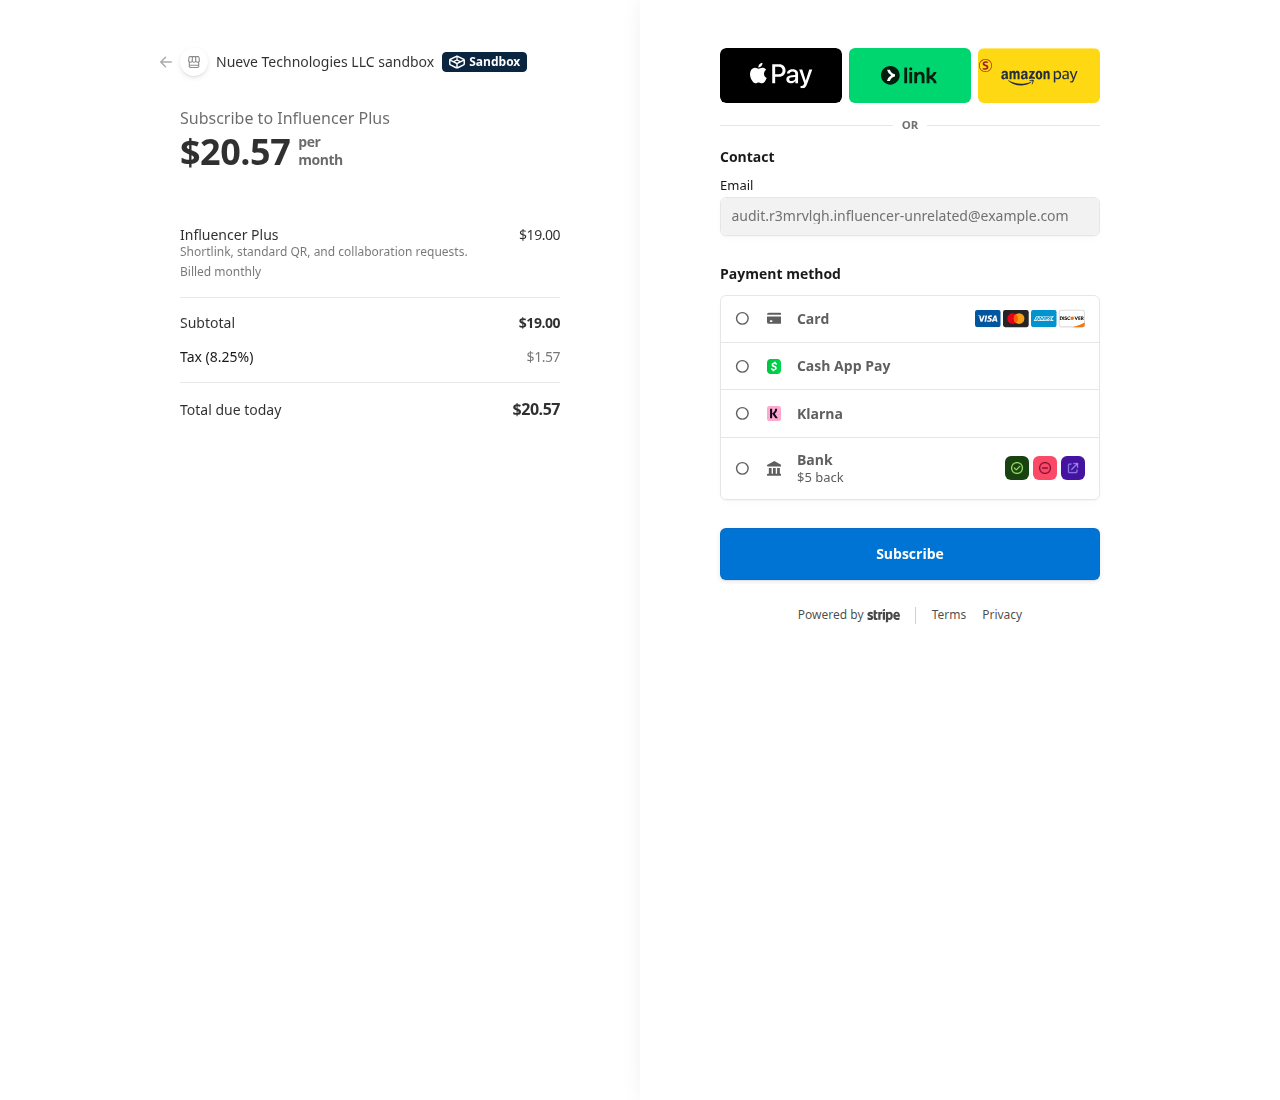 Nueve Technologies LLC sandbox Sandbox
Subscribe to Influencer Plus
$20.57 per month
Influencer Plus $19.00
Shortlink, standard QR, and collaboration requests.
Billed monthly
Subtotal $19.00
Tax (8.25%) $1.57
Total due today $20.57
Pay link amazon pay
OR
Contact
Email
audit.r3mrvlgh.influencer-unrelated@example.com
Payment method
Card VISA AMEX DISCOVER
Cash App Pay
Klarna
Bank
$5 back
Subscribe
Powered by stripe Terms Privacy